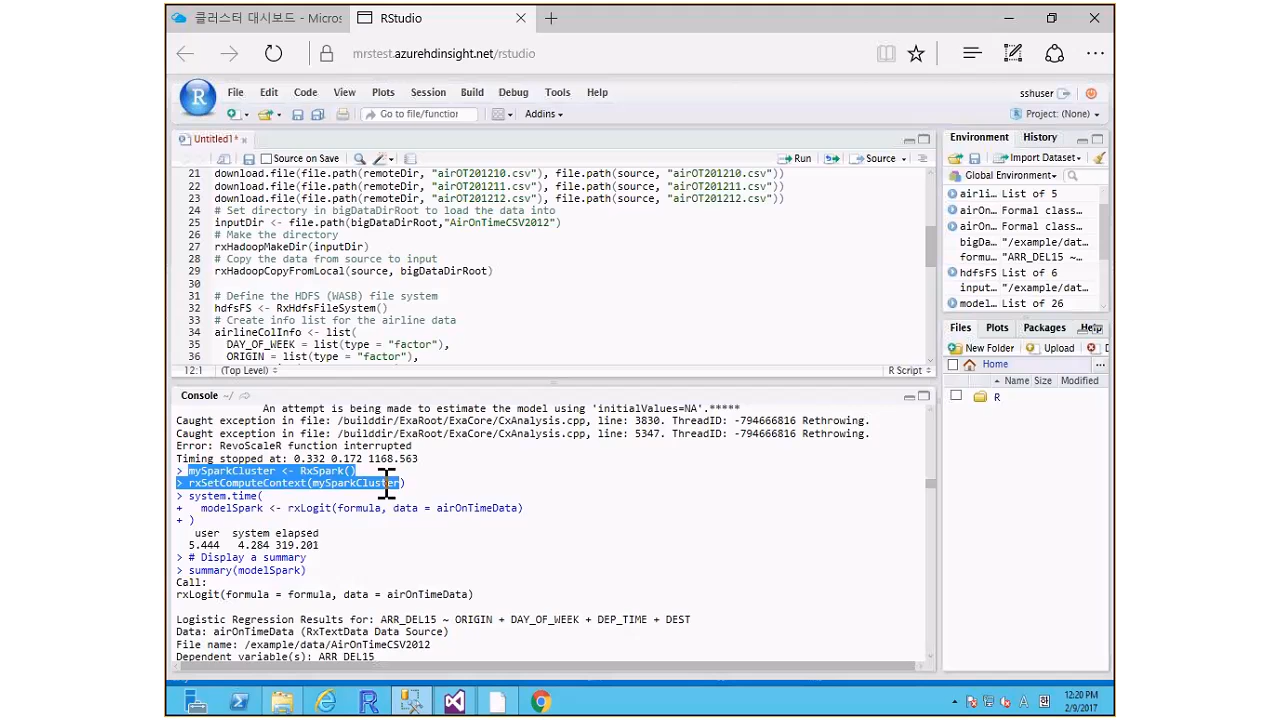 클러스터 대시보드 - Micros
RStudio
mrstest.azurehdinsight.net/rstudio
File Edit Code View Plots Session Build Debug Tools Help
sshuser
Go to file/function
Addins
Project: (None)
Untitled1*
Source on Save
Run
Source
21 download.file(file.path(remoteDir, "airOT201210.csv"), file.path(source, "airOT201210.csv"))
22 download.file(file.path(remoteDir, "airOT201211.csv"), file.path(source, "airOT201211.csv"))
23 download.file(file.path(remoteDir, "airOT201212.csv"), file.path(source, "airOT201212.csv"))
24 # Set directory in bigDataDirRoot to load the data into
25 inputDir <- file.path(bigDataDirRoot,"AirOnTimeCSV2012")
26 # Make the directory
27 rxHadoopMakeDir(inputDir)
28 # Copy the data from source to input
29 rxHadoopCopyFromLocal(source, bigDataDirRoot)
30
31 # Define the HDFS (WASB) file system
32 hdfsFS <- RxHdfsFileSystem()
33 # Create info list for the airline data
34 airlineColInfo <- list(
35 DAY_OF_WEEK = list(type = "factor"),
36 ORIGIN = list(type = "factor"),
12:1 (Top Level) R Script
Console ~/
An attempt is being made to estimate the model using 'initialValues=NA'.*****
Caught exception in file: /builddir/ExaRoot/ExaCore/CxAnalysis.cpp, line: 3830. ThreadID: -794666816 Rethrowing.
Caught exception in file: /builddir/ExaRoot/ExaCore/CxAnalysis.cpp, line: 5347. ThreadID: -794666816 Rethrowing.
Error: RevoScaleR function interrupted
Timing stopped at: 0.332 0.172 1168.563
> mySparkCluster <- RxSpark()
> rxSetComputeContext(mySparkCluster)
> system.time(
+ modelSpark <- rxLogit(formula, data = airOnTimeData)
+ )
user system elapsed
5.444 4.284 319.201
> # Display a summary
> summary(modelSpark)
Call:
rxLogit(formula = formula, data = airOnTimeData)
Logistic Regression Results for: ARR_DEL15 ~ ORIGIN + DAY_OF_WEEK + DEP_TIME + DEST
Data: airOnTimeData (RxTextData Data Source)
File name: /example/data/AirOnTimeCSV2012
Dependent variable(s): ARR_DEL15
Environment History
Import Dataset
Global Environment
airli… List of 5
airOn… Formal class…
airOn… Formal class…
bigDa… "/example/dat…
formu… "ARR_DEL15 ~…
hdfsFS List of 6
input… "/example/dat…
model… List of 26
Files Plots Packages Help
New Folder Upload D
Home
Name Size Modified
R
A 한
12:20 PM
2/9/2017